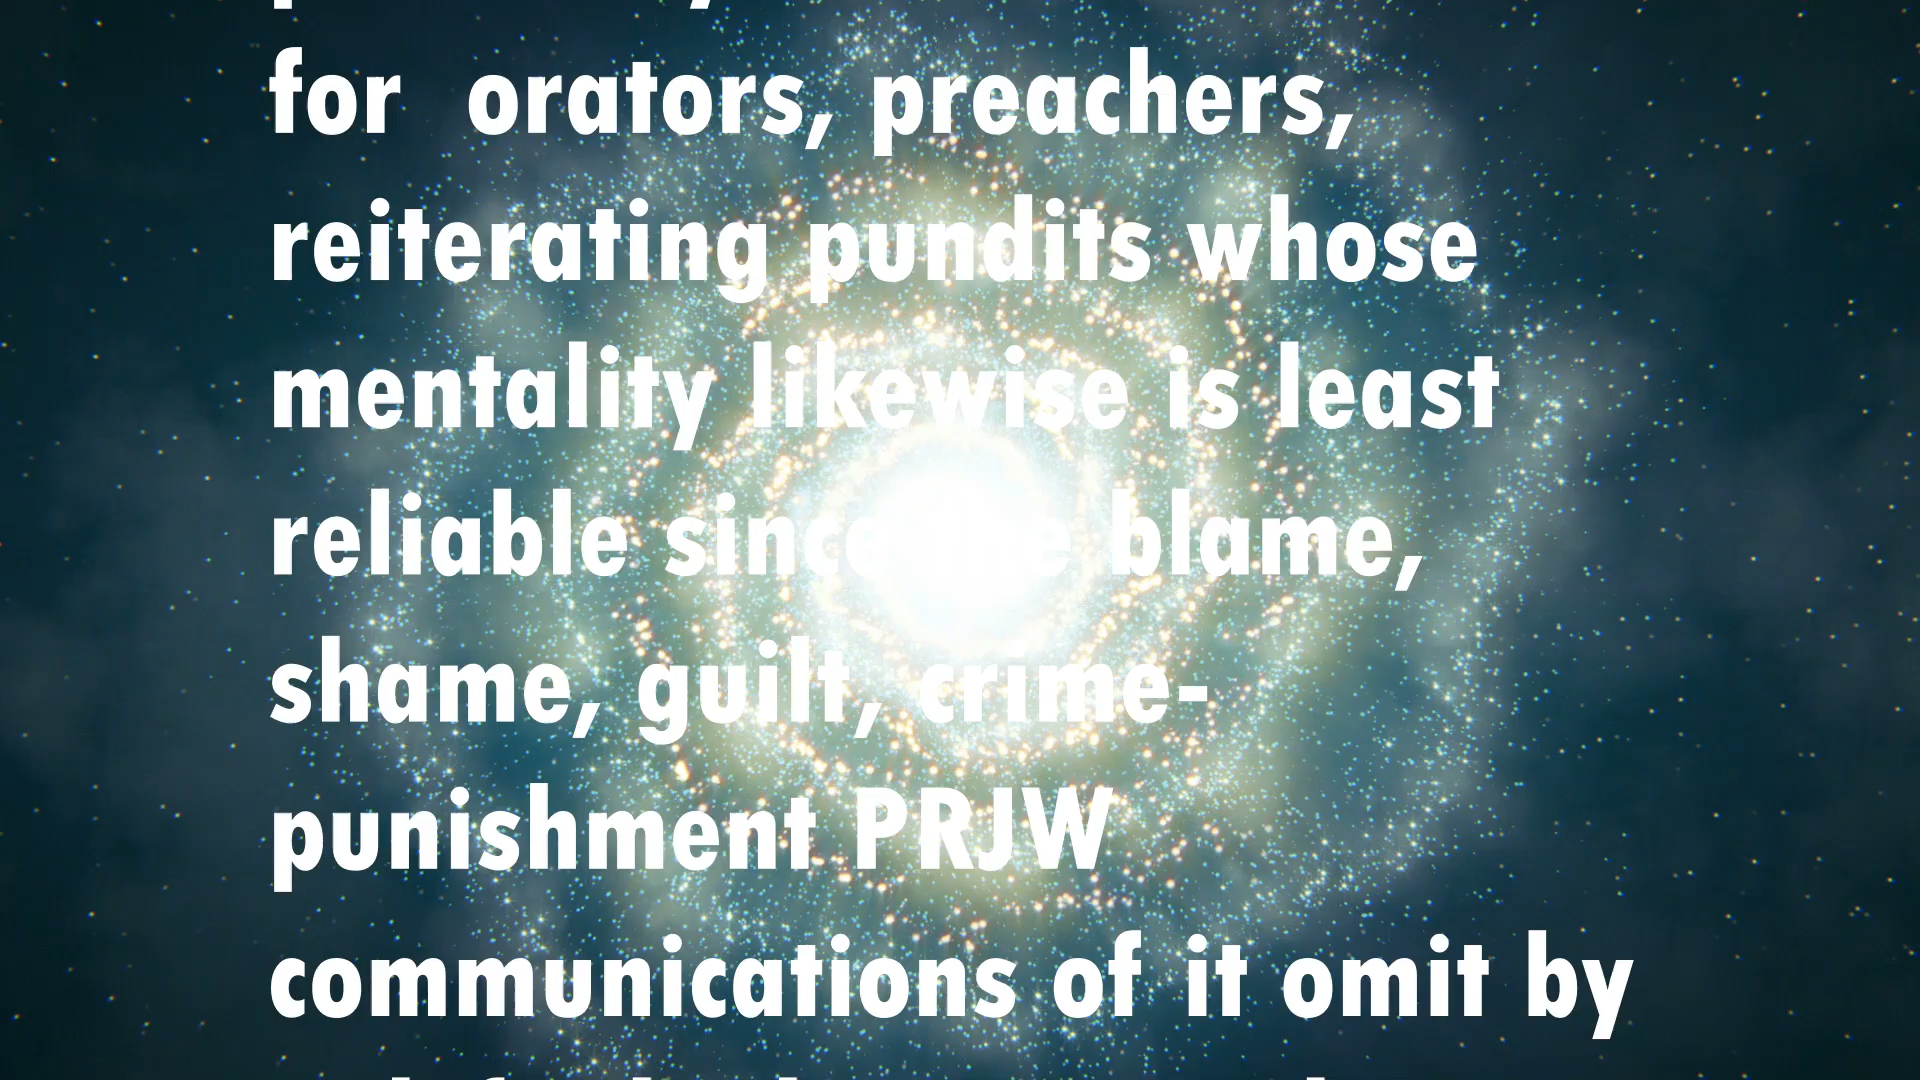 for orators, preachers,
reiterating pundits whose
mentality likewise is least
reliable since the blame,
shame, guilt, crime-
punishment PRJW
communications of it omit by